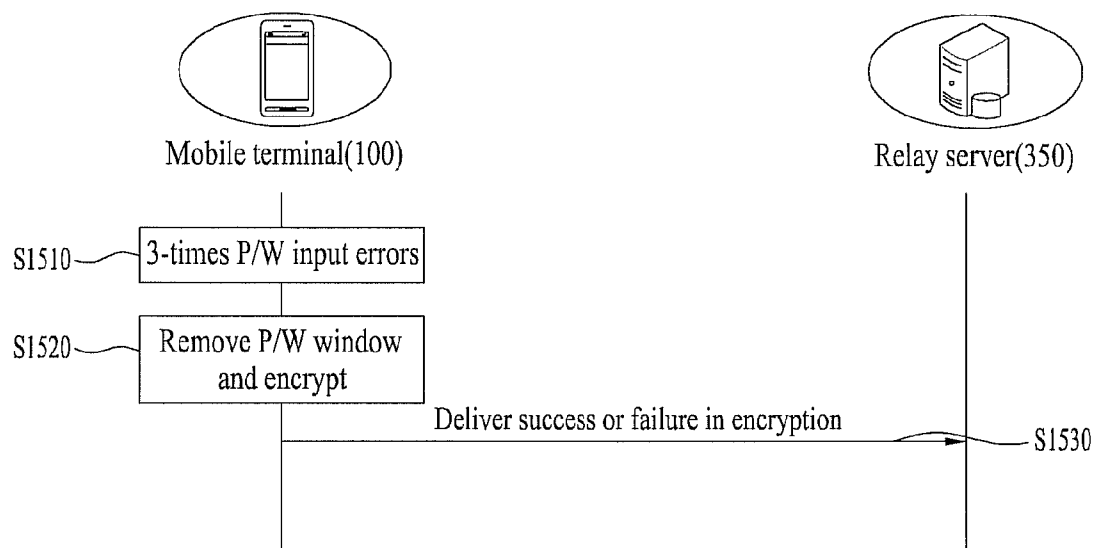 Mobile terminal(100)
Relay server(350)
S1510
3-times P/W input errors
S1520
Remove P/W window
and encrypt
Deliver success or failure in encryption
S1530